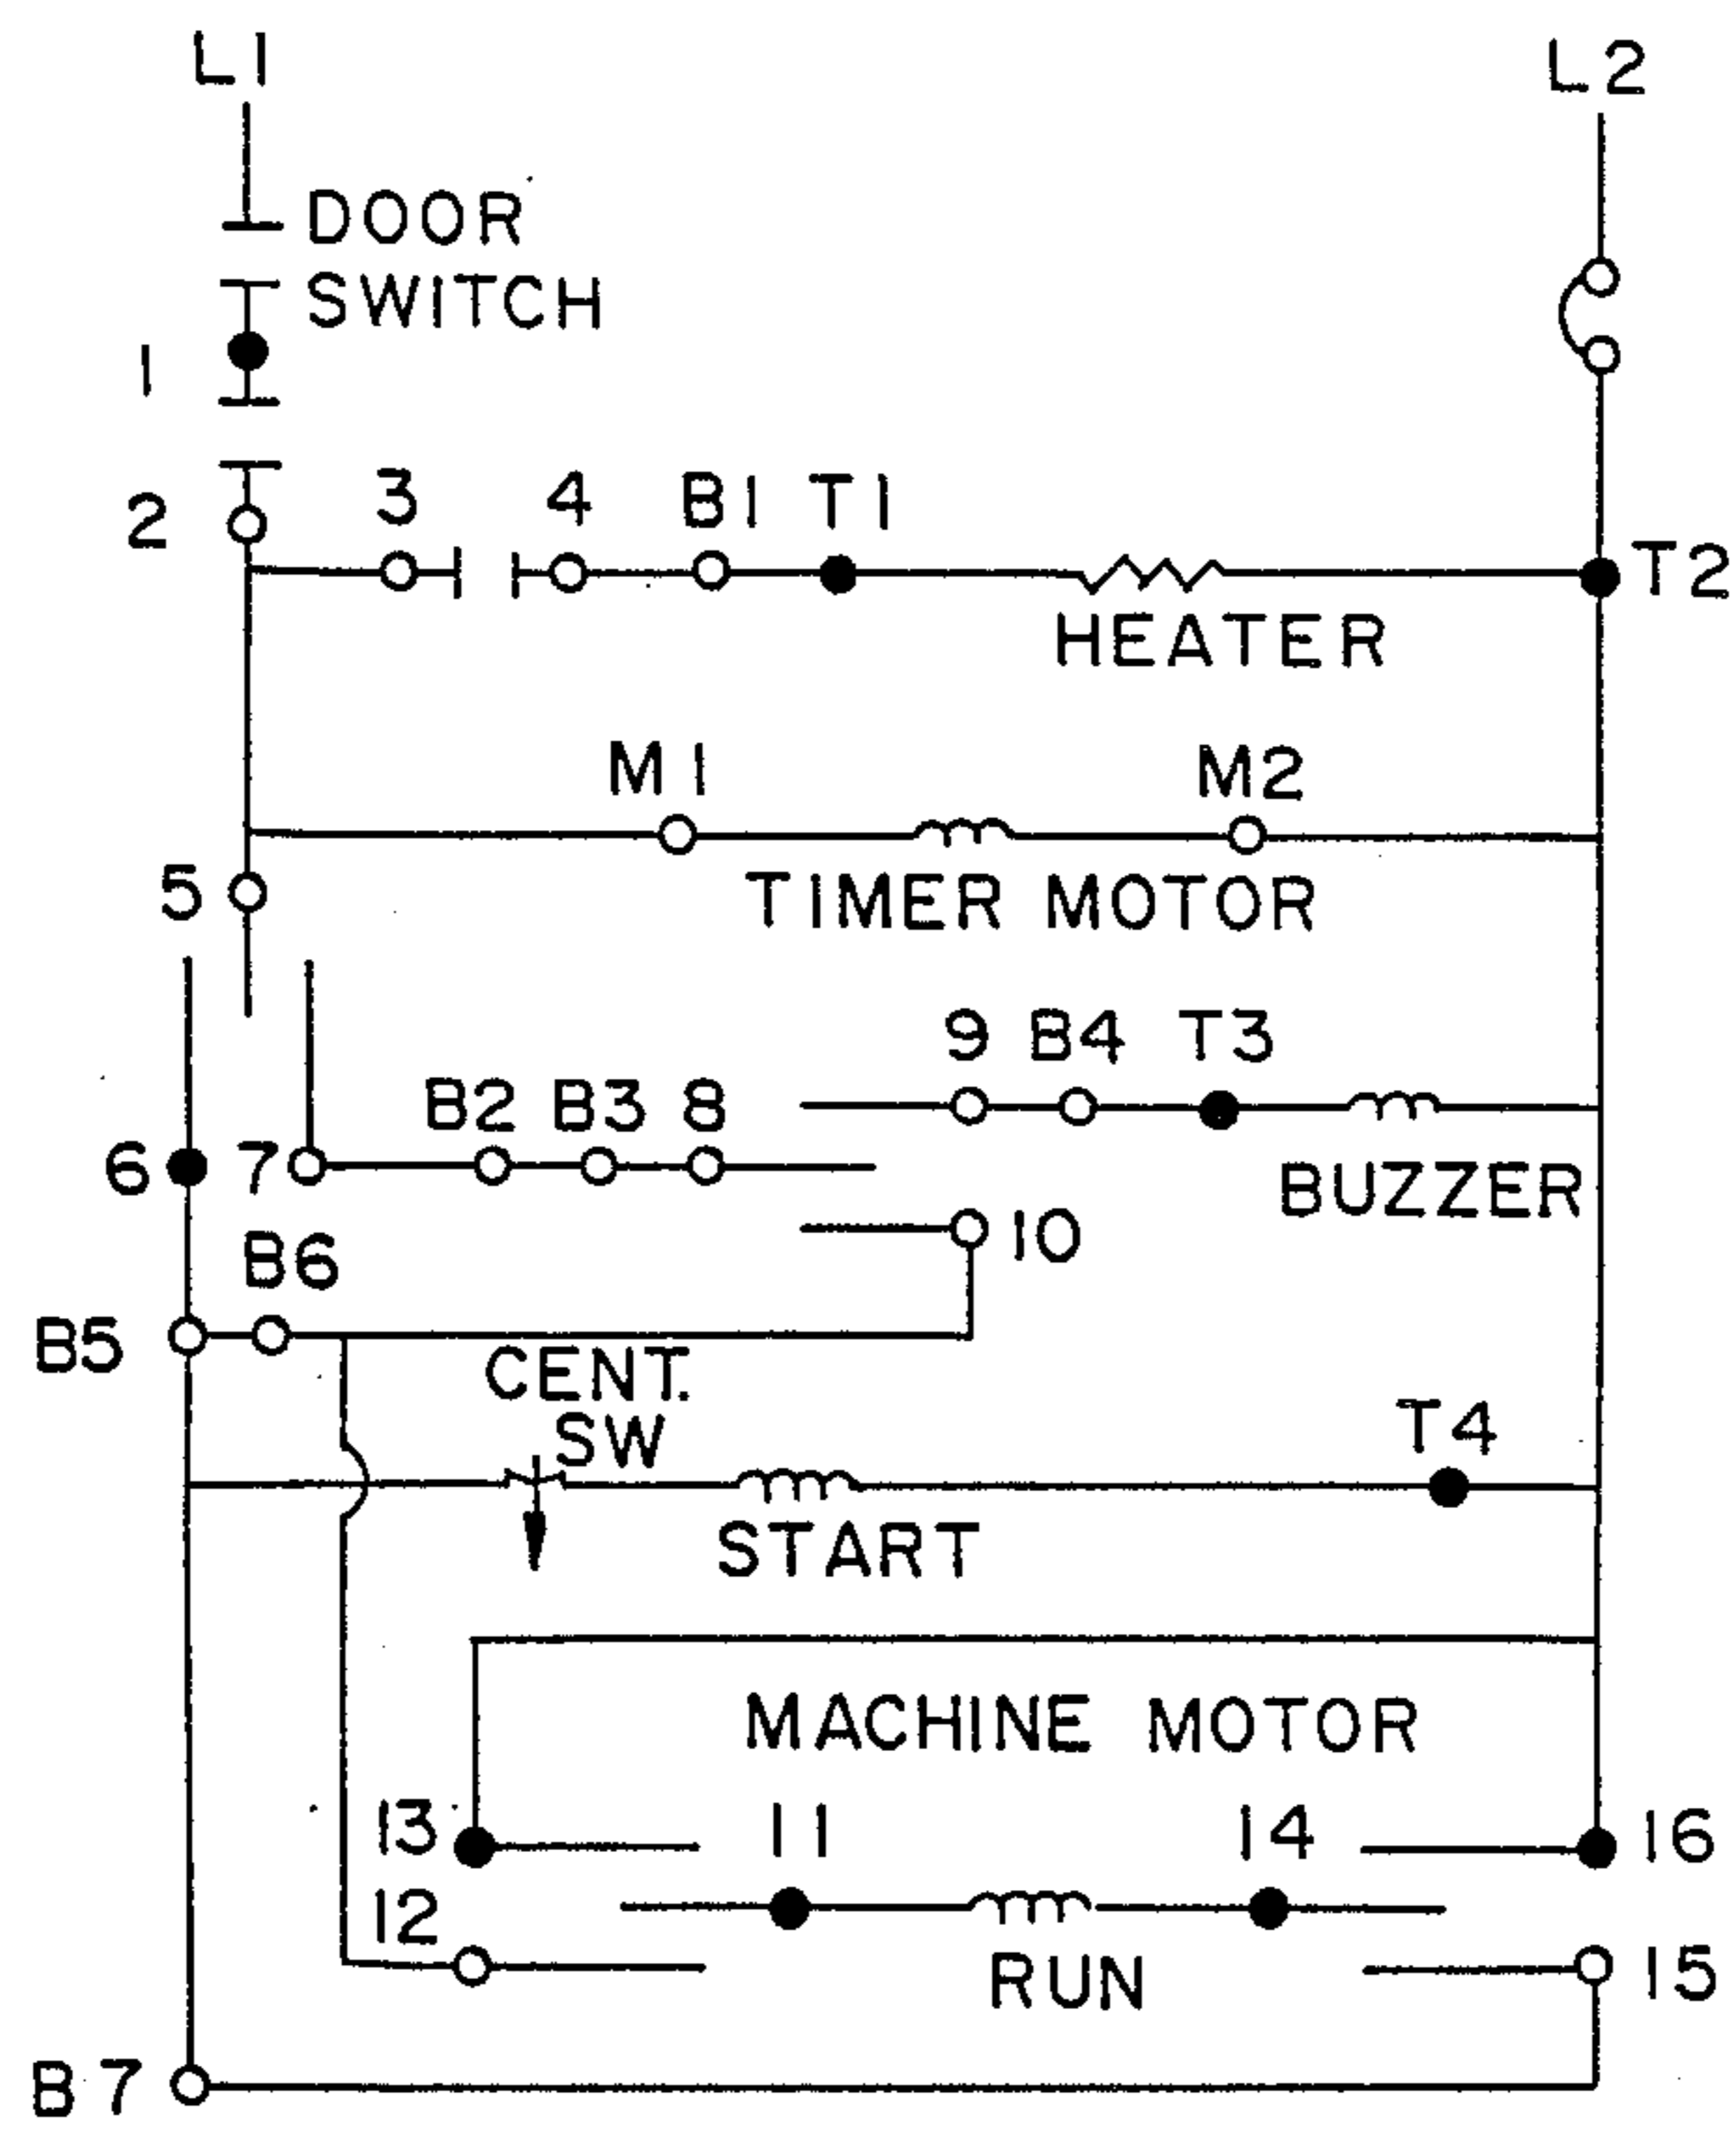 L1
L2
DOOR
SWITCH
1
2
3
4
B1
T1
T2
HEATER
M1
M2
5
TIMER MOTOR
9
B4
T3
B2
B3
8
6
7
BUZZER
10
B6
B5
CENT.
SW
T4
START
MACHINE MOTOR
13
11
14
16
12
RUN
15
B7